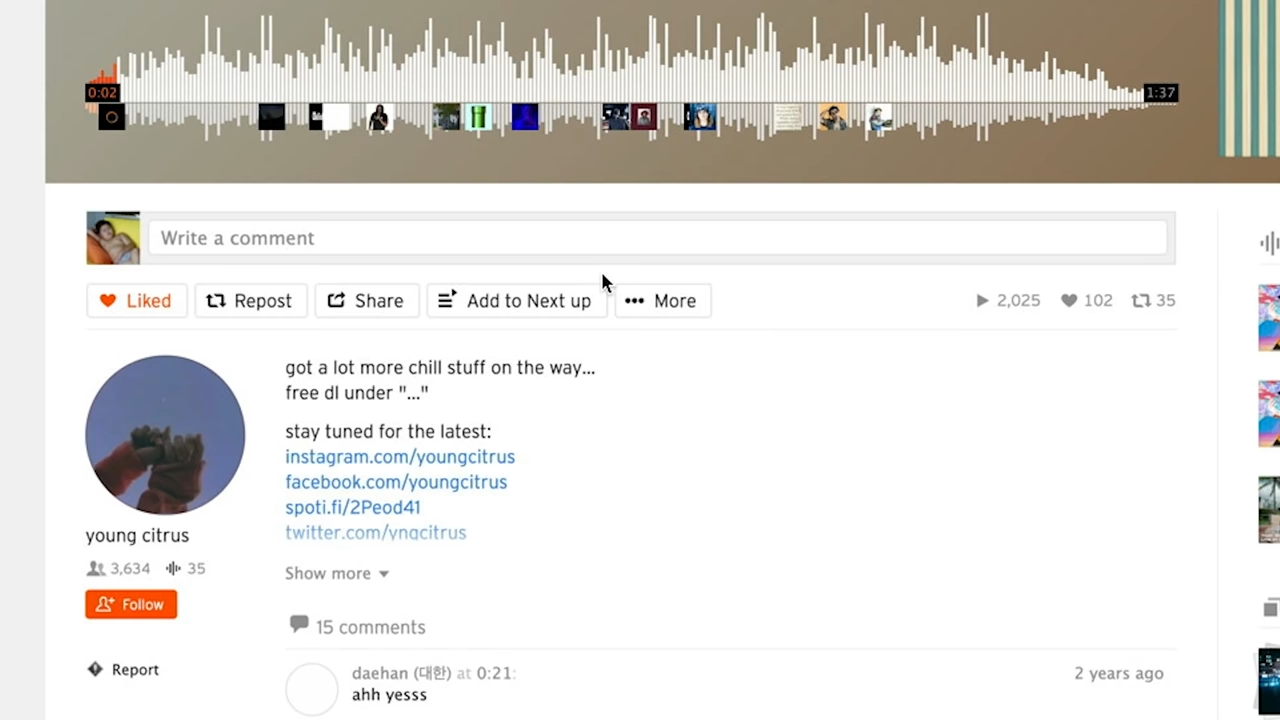 0:02
1:37
Write a comment
Liked
Repost
Share
Add to Next up
More
2,025
102
35
got a lot more chill stuff on the way...
free dl under "..."
stay tuned for the latest:
instagram.com/youngcitrus
facebook.com/youngcitrus
spoti.fi/2Peod41
twitter.com/yngcitrus
young citrus
3,634
35
Show more
Follow
15 comments
Report
daehan (대한) at 0:21:
2 years ago
ahh yesss